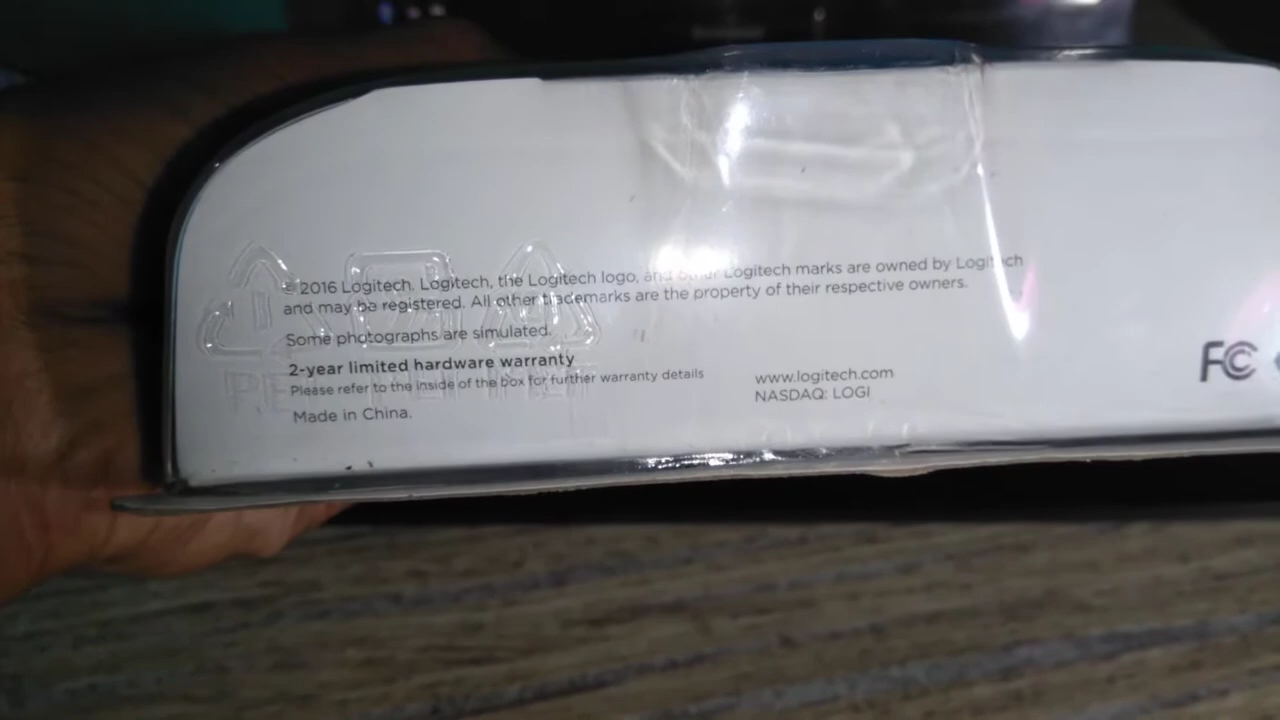 © 2016 Logitech. Logitech, the Logitech logo, and other Logitech marks are owned by Logitech
and may be registered. All other trademarks are the property of their respective owners.
Some photographs are simulated.
2-year limited hardware warranty
Please refer to the inside of the box for further warranty details
Made in China.
www.logitech.com
NASDAQ: LOGI
FC